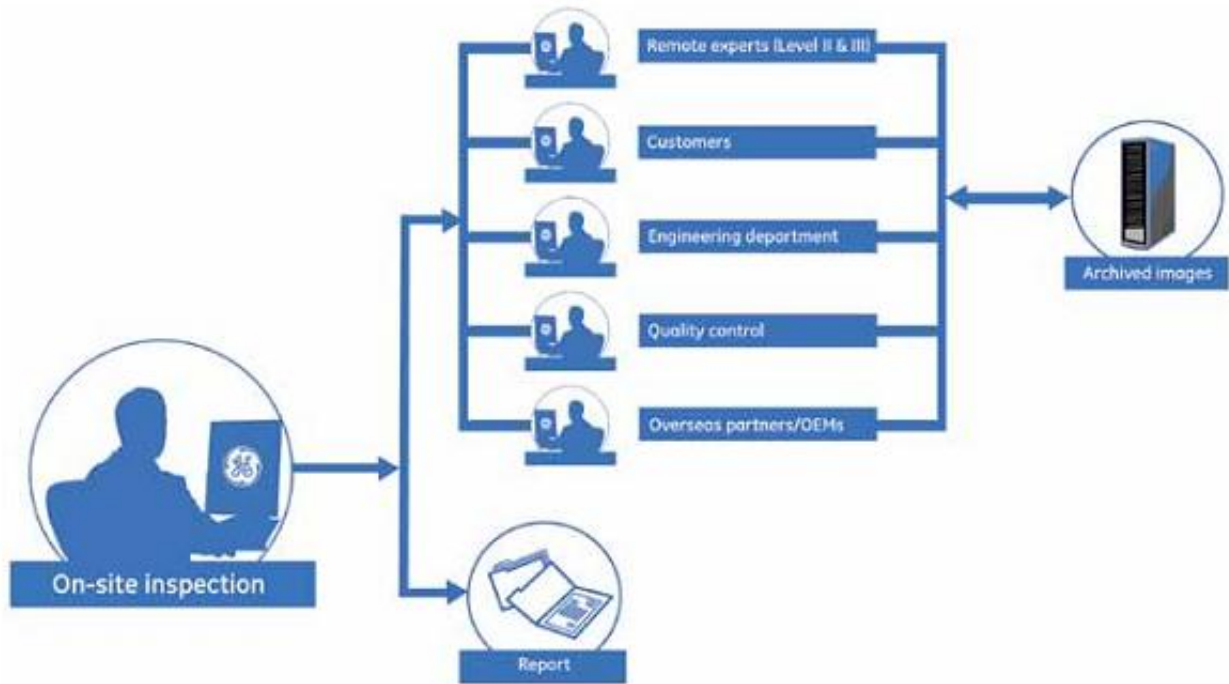 Remote experts (Level II & III)
Customers
Engineering department
Quality control
Overseas partners/OEMs
Archived images
On-site inspection
Report